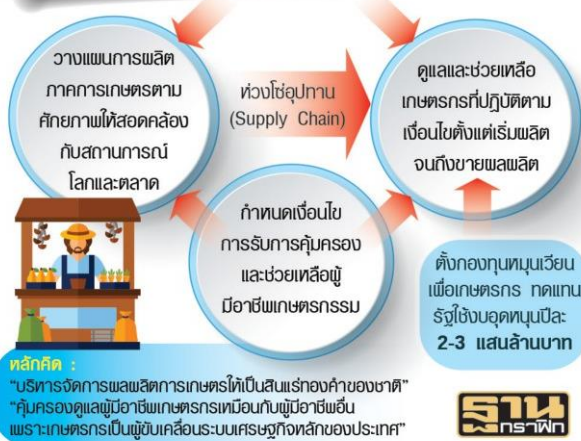 วางแผนการผลิต
ภาคการเกษตรตาม
ศักยภาพให้สอดคล้อง
กับสถานการณ์
โลกและตลาด
ห่วงโซ่อุปทาน
(Supply Chain)
ดูแลและช่วยเหลือ
เกษตรกรที่ปฏิบัติตาม
เงื่อนไขตั้งแต่เริ่มผลิต
จนถึงขายผลผลิต
กำหนดเงื่อนไข
การรับการคุ้มครอง
และช่วยเหลือผู้
มีอาชีพเกษตรกรรม
ตั้งกองทุนหมุนเวียน
เพื่อเกษตรกร ทดแทน
รัฐใช้งบอุดหนุนปีละ
2-3 แสนล้านบาท
หลักคิด :
"บริหารจัดการผลผลิตการเกษตรให้เป็นสินแร่ทองคำของชาติ"
"คุ้มครองดูแลผู้มีอาชีพเกษตรกรเหมือนกับผู้มีอาชีพอื่น
เพราะเกษตรกรเป็นผู้ขับเคลื่อนระบบเศรษฐกิจหลักของประเทศ"
ฐาน
กราฟิก